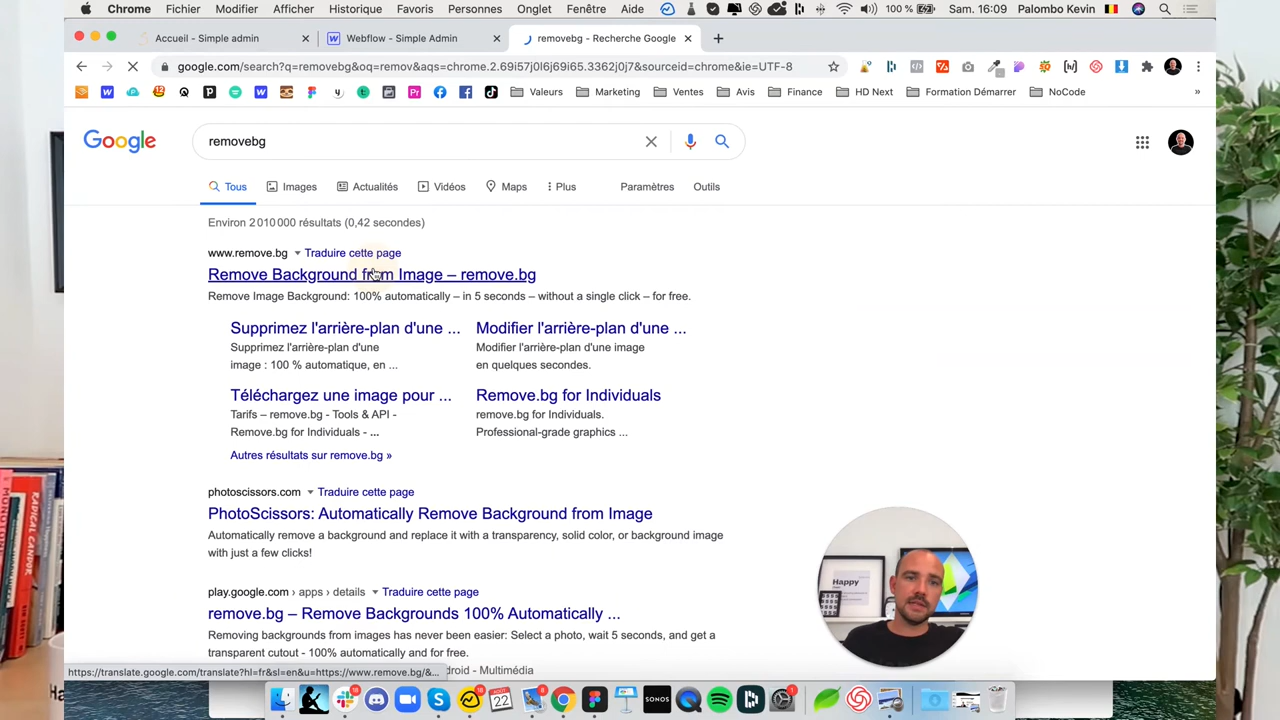 Chrome Fichier Modifier Afficher Historique Favoris Personnes Onglet Fenêtre Aide 100 % Sam. 16:09 Palombo Kevin
Accueil - Simple admin Webflow - Simple Admin removebg - Recherche Google
google.com/search?q=removebg&oq=remov&aqs=chrome.2.69i57j0l6j69i65.3362j0j7&sourceid=chrome&ie=UTF-8
Valeurs Marketing Ventes Avis Finance HD Next Formation Démarrer NoCode »
Google removebg
Tous Images Actualités Vidéos Maps Plus Paramètres Outils
Environ 2 010 000 résultats (0,42 secondes)
www.remove.bg Traduire cette page
Remove Background from Image – remove.bg
Remove Image Background: 100% automatically – in 5 seconds – without a single click – for free.
Supprimez l'arrière-plan d'une ... Modifier l'arrière-plan d'une ...
Supprimez l'arrière-plan d'une Modifier l'arrière-plan d'une image
image : 100 % automatique, en ... en quelques secondes.
Téléchargez une image pour ... Remove.bg for Individuals
Tarifs – remove.bg - Tools & API - remove.bg for Individuals.
Remove.bg for Individuals - ... Professional-grade graphics ...
Autres résultats sur remove.bg »
photoscissors.com Traduire cette page
PhotoScissors: Automatically Remove Background from Image
Automatically remove a background and replace it with a transparency, solid color, or background image
with just a few clicks!
play.google.com › apps › details Traduire cette page
remove.bg – Remove Backgrounds 100% Automatically ...
Removing backgrounds from images has never been easier: Select a photo, wait 5 seconds, and get a
transparent cutout - 100% automatically and for free.
https://translate.google.com/translate?hl=fr&sl=en&u=https://www.remove.bg/&... droid - Multimédia
Happy
SONOS
RADICAL CANDOR